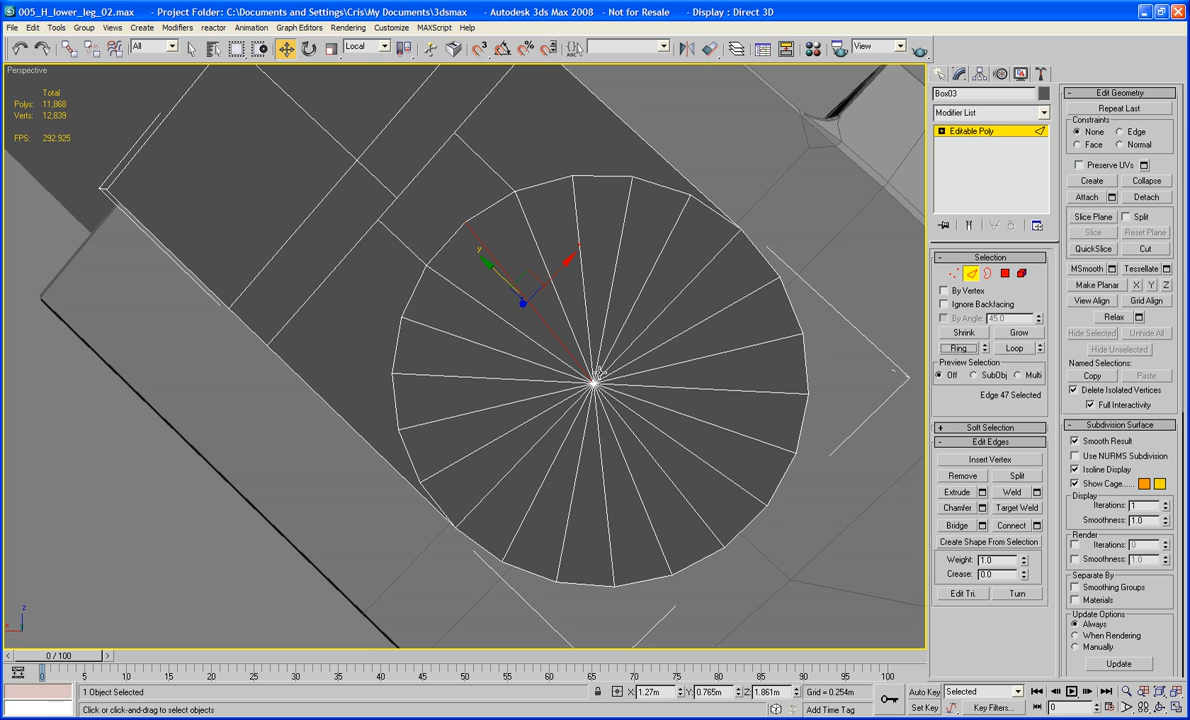 005_H_lower_leg_02.max - Project Folder: C:\Documents and Settings\Cris\My Documents\3dsmax - Autodesk 3ds Max 2008 - Not for Resale - Display : Direct 3D
File Edit Tools Group Views Create Modifiers reactor Animation Graph Editors Rendering Customize MAXScript Help
All Local View
Perspective
Total
Polys: 11,868
Verts: 12,839
FPS: 292.925
y
z
x
Box03
Modifier List
Editable Poly
- Selection
By Vertex
Ignore Backfacing
By Angle: 45.0
Shrink Grow
Ring Loop
Preview Selection
Off SubObj Multi
Edge 47 Selected
+ Soft Selection
- Edit Edges
Insert Vertex
Remove Split
Extrude Weld
Chamfer Target Weld
Bridge Connect
Create Shape From Selection
Weight: 1.0
Crease: 0.0
Edit Tri. Turn
- Edit Geometry
Repeat Last
Constraints
None Edge
Face Normal
Preserve UVs
Create Collapse
Attach Detach
Slice Plane Split
Slice Reset Plane
QuickSlice Cut
MSmooth Tessellate
Make Planar X Y Z
View Align Grid Align
Relax
Hide Selected Unhide All
Hide Unselected
Named Selections:
Copy Paste
Delete Isolated Vertices
Full Interactivity
- Subdivision Surface
Smooth Result
Use NURMS Subdivision
Isoline Display
Show Cage......
Display
Iterations: 1
Smoothness: 1.0
Render
Iterations: 0
Smoothness: 1.0
Separate By
Smoothing Groups
Materials
Update Options
Always
When Rendering
Manually
Update
< 0 / 100 >
0 5 10 15 20 25 30 35 40 45 50 55 60 65 70 75 80 85 90 95 100
1 Object Selected X: 1.27m Y: 0.765m Z: 1.861m Grid = 0.254m Auto Key Selected
Click or click-and-drag to select objects Add Time Tag Set Key Key Filters... 0